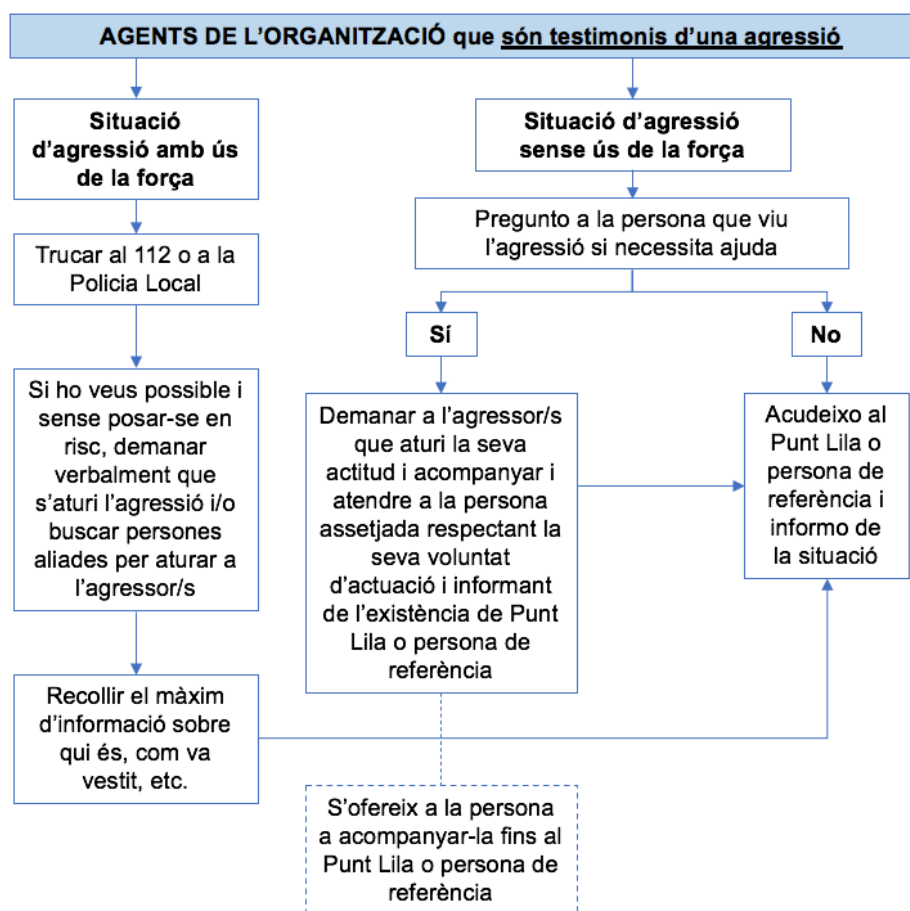 AGENTS DE L’ORGANITZACIÓ que són testimonis d’una agressió
Situació
d’agressió amb ús
de la força
Trucar al 112 o a la
Policia Local
Si ho veus possible i
sense posar-se en
risc, demanar
verbalment que
s’aturi l’agressió i/o
buscar persones
aliades per aturar a
l’agressor/s
Recollir el màxim
d’informació sobre
qui és, com va
vestit, etc.
Situació d’agressió
sense ús de la força
Pregunto a la persona que viu
l’agressió si necessita ajuda
Sí
Demanar a l’agressor/s
que aturi la seva
actitud i acompanyar i
atendre a la persona
assetjada respectant la
seva voluntat
d’actuació i informant
de l’existència de Punt
Lila o persona de
referència
S’ofereix a la persona
a acompanyar-la fins al
Punt Lila o persona de
referència
No
Acudeixo al
Punt Lila o
persona de
referència i
informo de
la situació